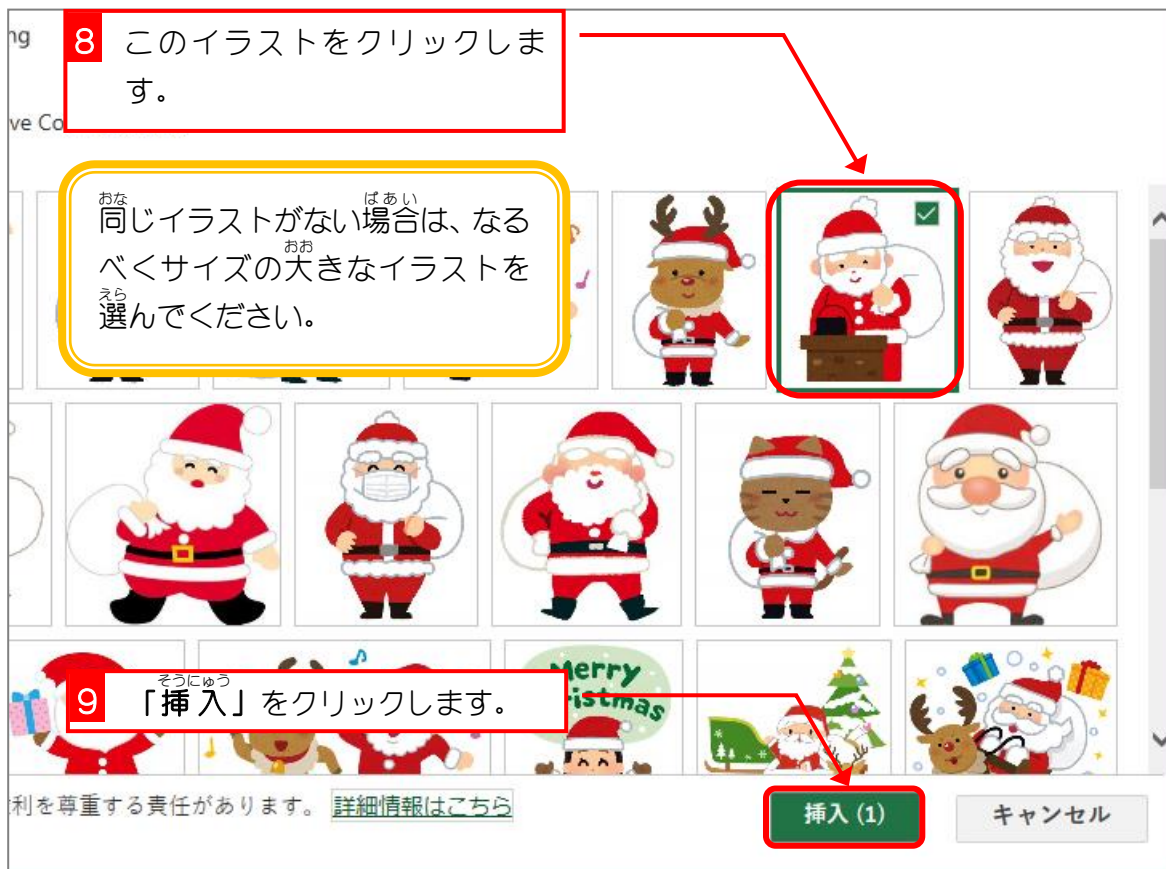 ng
8 このイラストをクリックしま
す。
ve Co
おな ばあい
同じイラストがない場合は、なる
おお
べくサイズの大きなイラストを
えら
選んでください。
Merry
istmas
そうにゅう
9 「挿入」をクリックします。
利を尊重する責任があります。 詳細情報はこちら
挿入 (1)
キャンセル